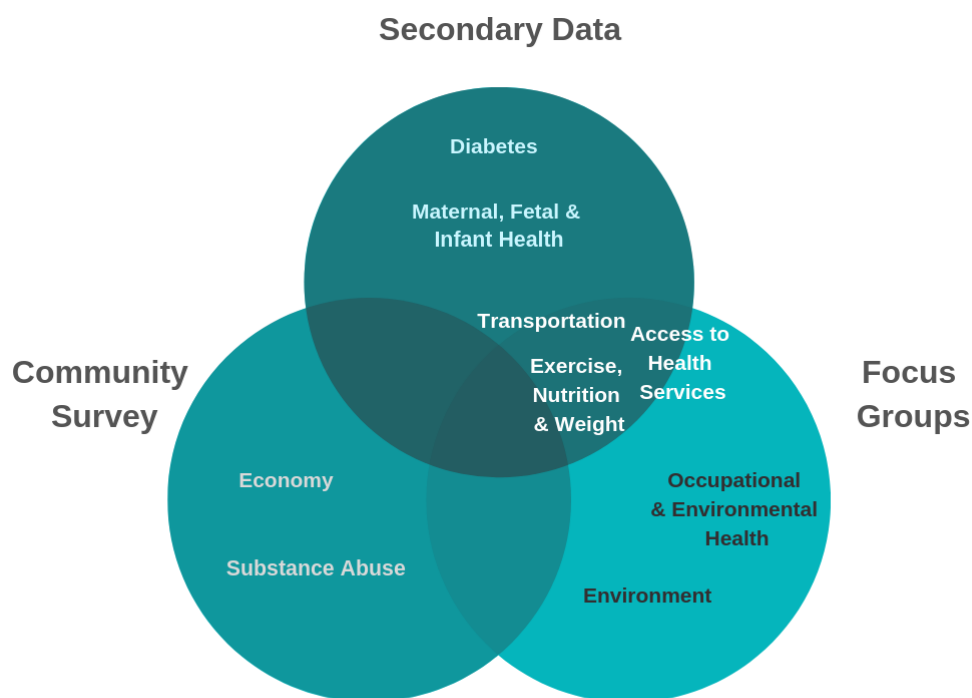 Secondary Data
Diabetes
Maternal, Fetal &
Infant Health
Transportation
Access to
Health
Services
Exercise,
Nutrition
& Weight
Community
Survey
Focus
Groups
Economy
Substance Abuse
Occupational
& Environmental
Health
Environment